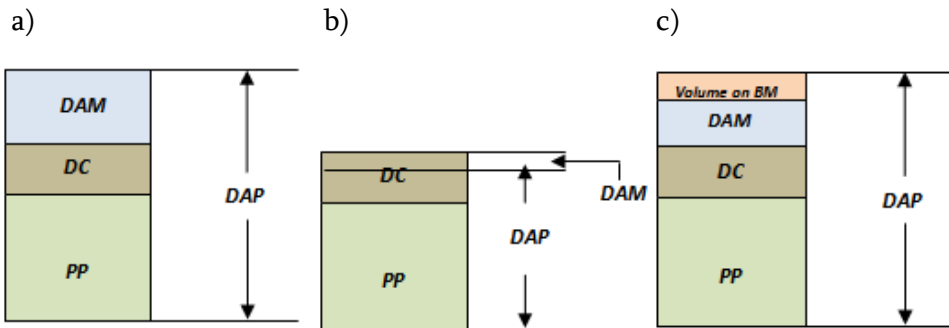 a)
DAM
DC
DAP
PP
b)
DC
DAM
DAP
PP
c)
Volume on BM
DAM
DC
DAP
PP